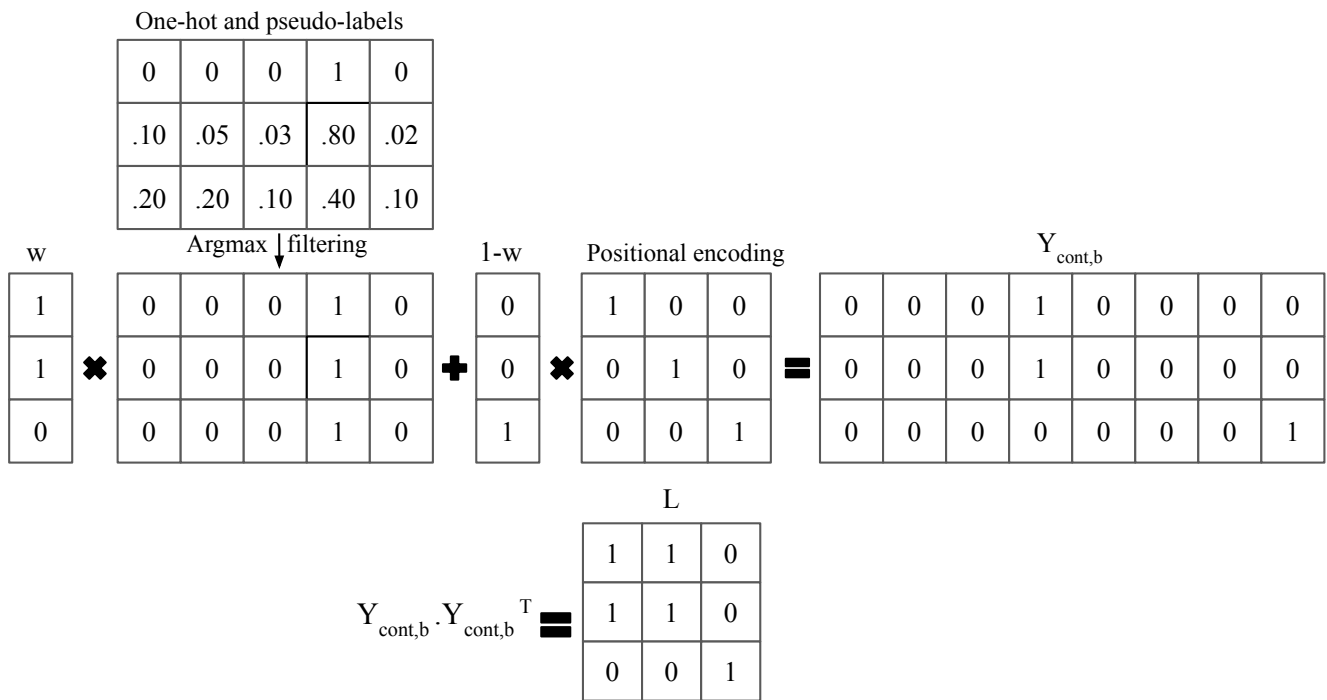 One-hot and pseudo-labels
0 0 0 1 0
.10 .05 .03 .80 .02
.20 .20 .10 .40 .10
Argmax filtering
w 1-w Positional encoding Y cont,b
1 0 0 0 1 0 0 1 0 0 0 0 0 1 0 0 0 0
1 ✖ 0 0 0 1 0 ✚ 0 ✖ 0 1 0 = 0 0 0 1 0 0 0 0
0 0 0 0 1 0 1 0 0 1 0 0 0 0 0 0 0 1
L
1 1 0
Y cont,b . Y cont,b T = 1 1 0
0 0 1